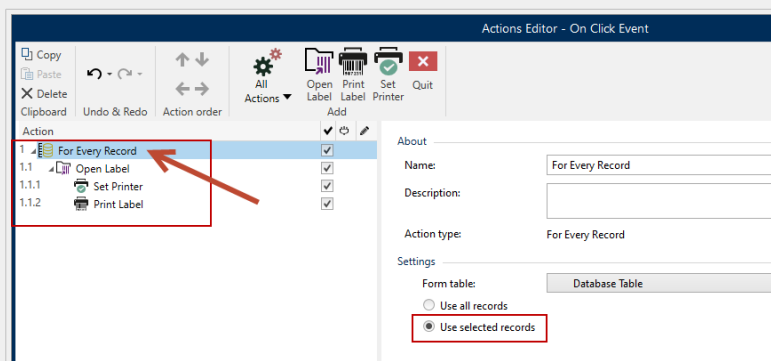 Actions Editor - On Click Event
Copy
Paste
Delete
Clipboard
Undo & Redo
Action order
All
Actions
Open
Label
Print
Label
Set
Printer
Quit
Add
Action
1 For Every Record
1.1 Open Label
1.1.1 Set Printer
1.1.2 Print Label
About
Name: For Every Record
Description:
Action type: For Every Record
Settings
Form table: Database Table
Use all records
Use selected records